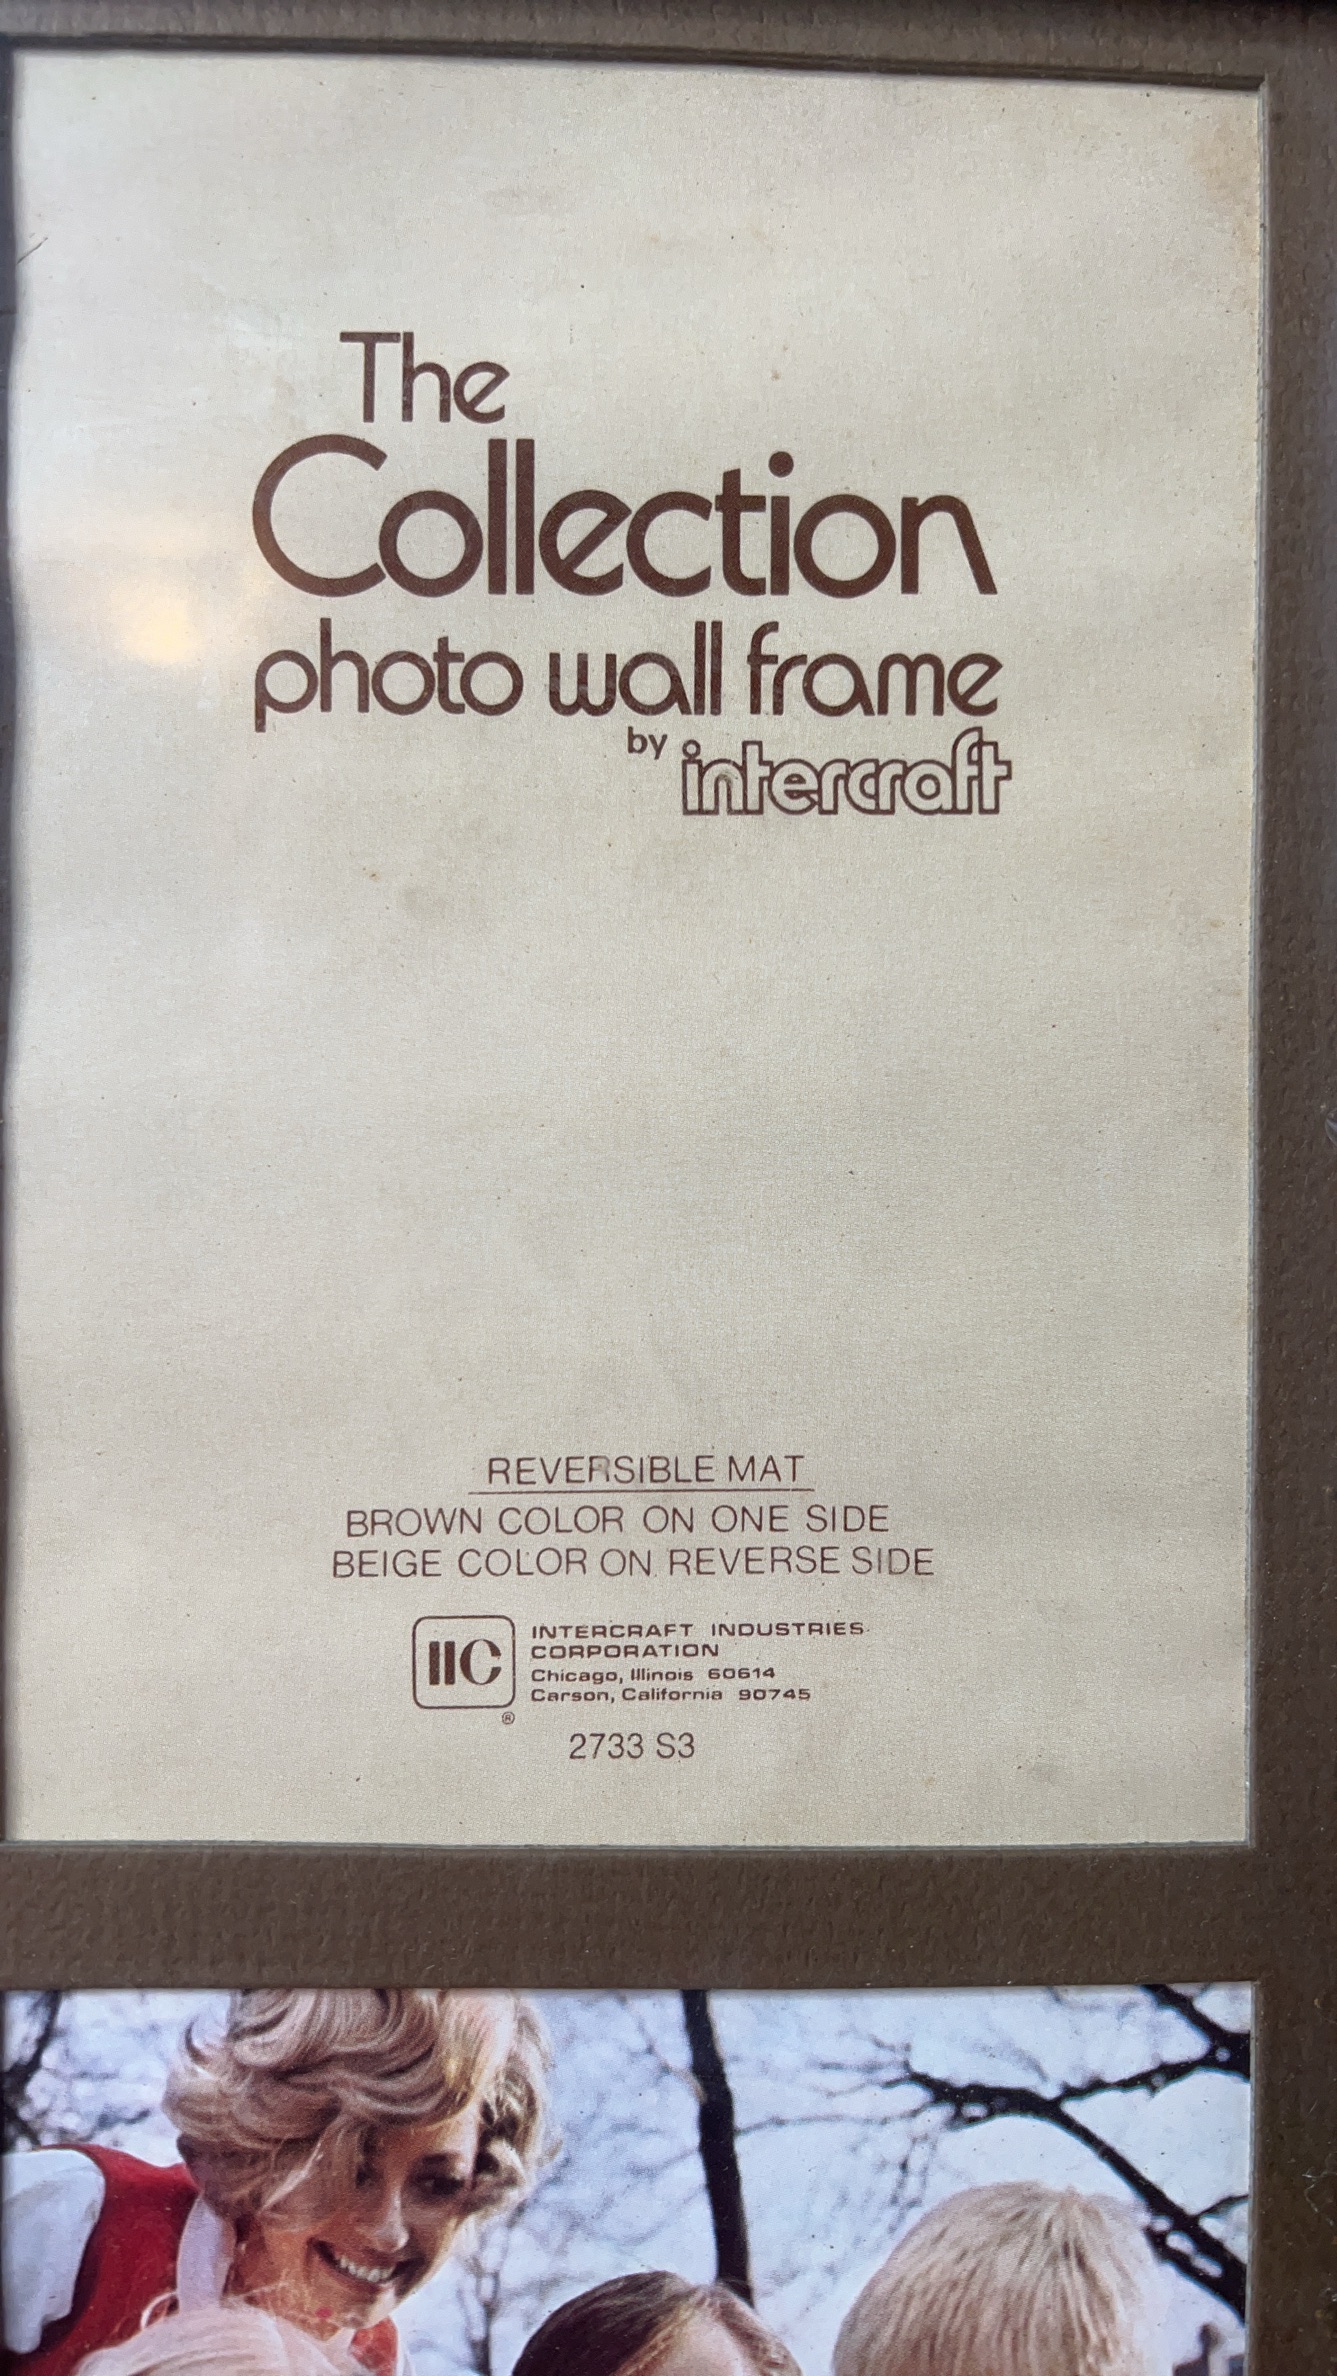 The
Collection
photo wall frame
by intercraft
REVERSIBLE MAT
BROWN COLOR ON ONE SIDE
BEIGE COLOR ON REVERSE SIDE
IIC
INTERCRAFT INDUSTRIES
CORPORATION
Chicago, Illinois 60614
Carson, California 90745
®
2733 S3